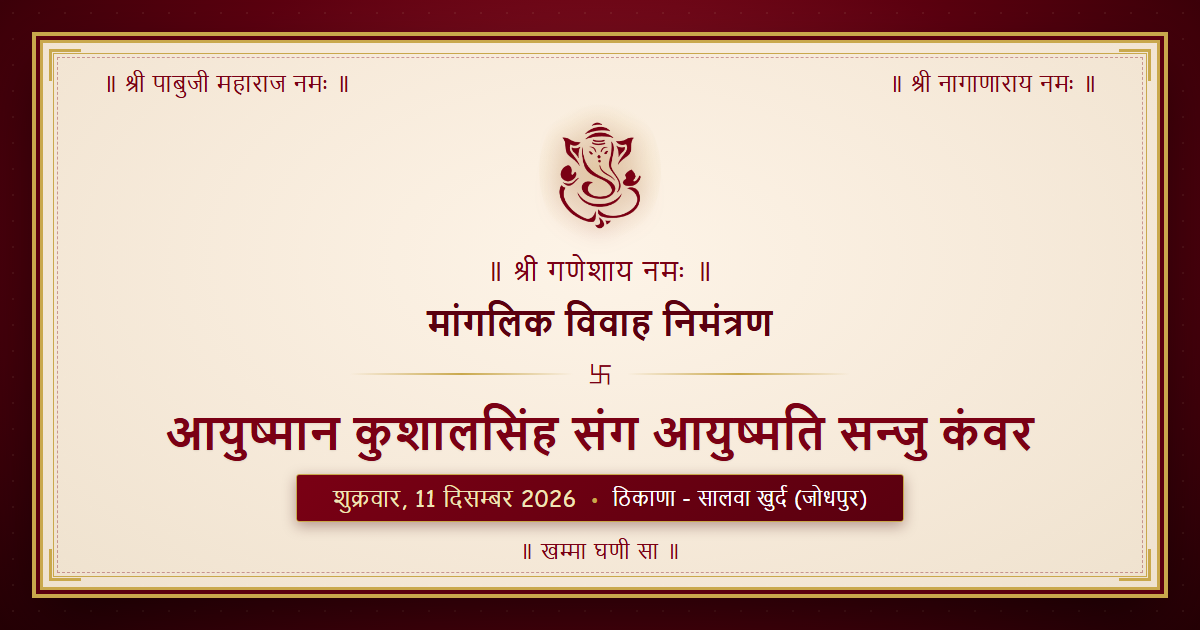 ॥ श्री पाबुजी महाराज नमः ॥
॥ श्री नागाणाराय नमः ॥
॥ श्री गणेशाय नमः ॥
मांगलिक विवाह निमंत्रण
卐
आयुष्मान कुशालसिंह संग आयुष्मति सन्जु कंवर
शुक्रवार, 11 दिसम्बर 2026 • ठिकाणा - सालवा खुर्द (जोधपुर)
॥ खम्मा घणी सा ॥